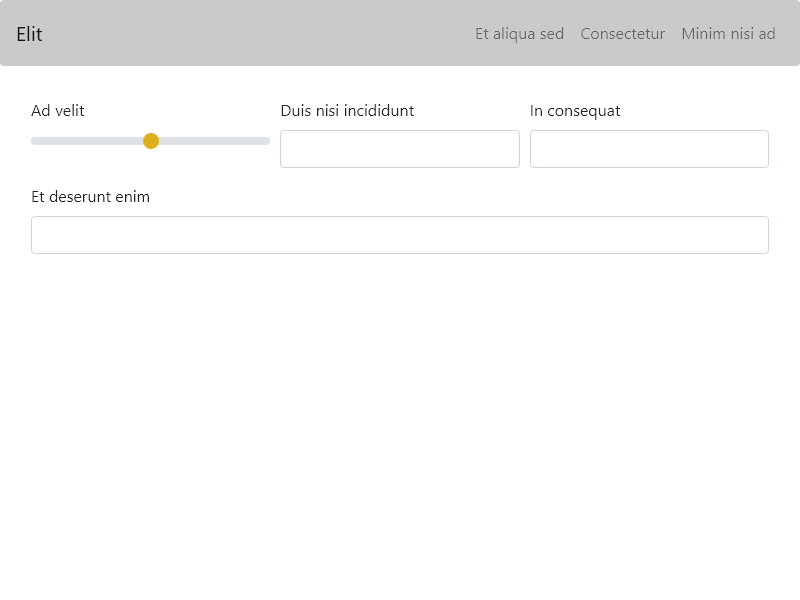 Elit
Et aliqua sed
Consectetur
Minim nisi ad
Ad velit
Duis nisi incididunt
In consequat
Et deserunt enim